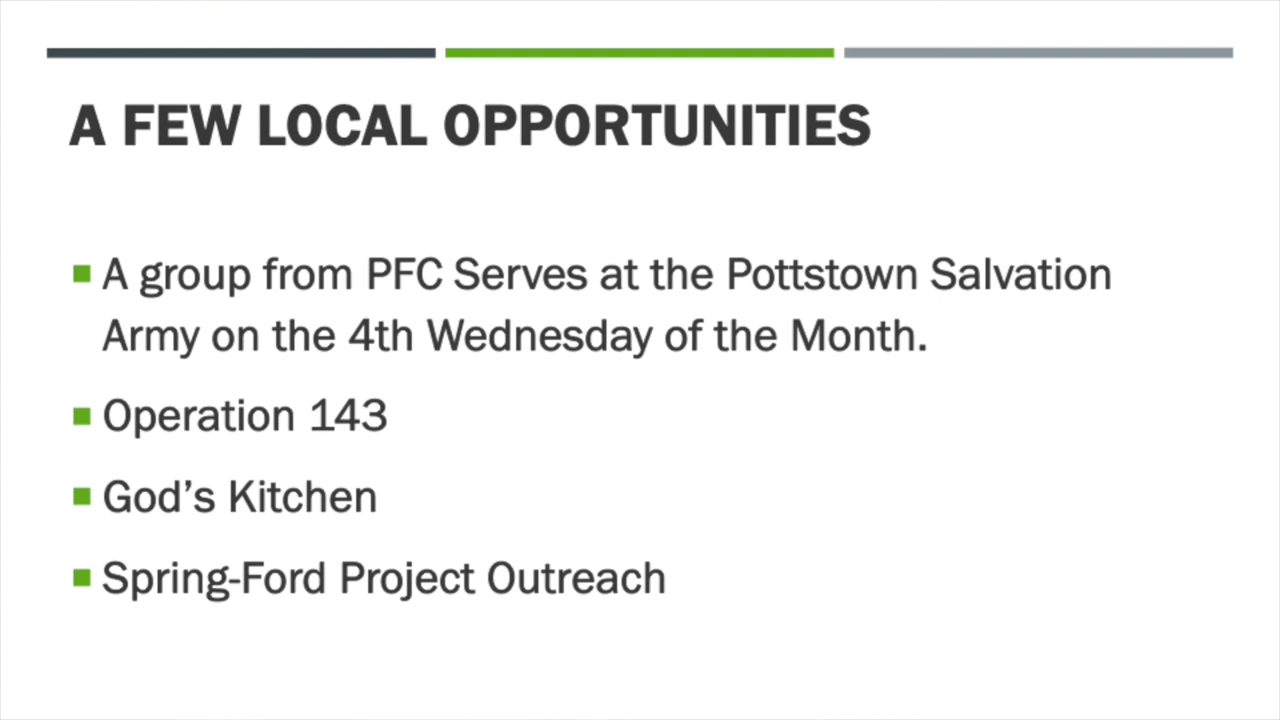 A FEW LOCAL OPPORTUNITIES
A group from PFC Serves at the Pottstown Salvation
Army on the 4th Wednesday of the Month.
Operation 143
God’s Kitchen
Spring-Ford Project Outreach